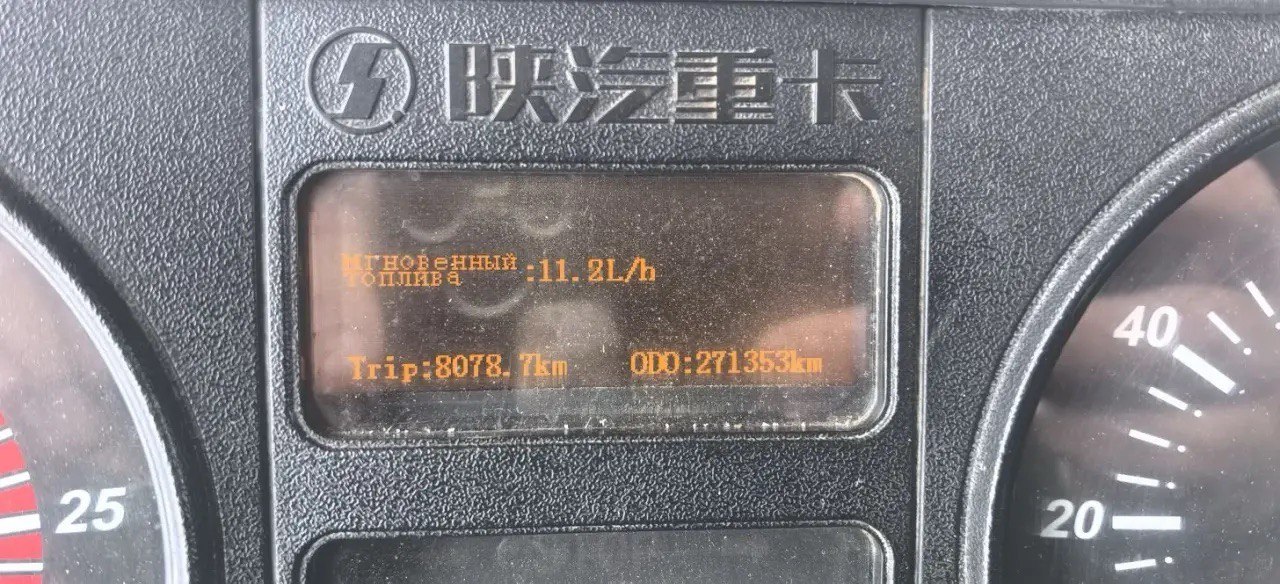 陕汽重卡
Мгновенный
топлива :11.2L/h
Trip:8078.7km ODO:271353km
25
40
20